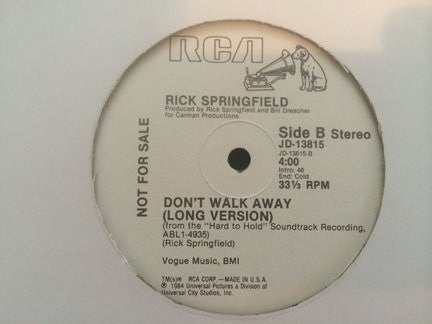 RCA
RICK SPRINGFIELD
Produced by Rick Springfield and Bill Drescher
for Carman Productions
NOT FOR SALE
Side B Stereo
JD-13815
JD-13815-B
4:00
Intro: 46
End: Cold
33⅓ RPM
DON'T WALK AWAY
(LONG VERSION)
(from the "Hard to Hold" Soundtrack Recording,
ABL1-4935)
(Rick Springfield)
Vogue Music, BMI
TM(s)® RCA CORP.—MADE IN U.S.A.
℗ 1984 Universal Pictures a Division of
Universal City Studios, Inc.